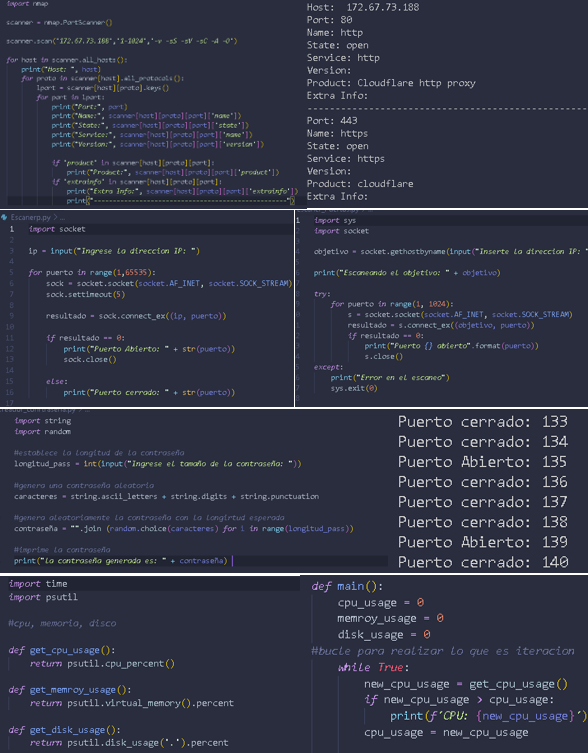 import nmap
scanner = nmap.PortScanner()
scanner.scan('172.67.73.188','1-1024','-v -sS -sV -sC -A -O')
for host in scanner.all_hosts():
print("Host: ", host)
for proto in scanner[host].all_protocols():
lport = scanner[host][proto].keys()
for port in lport:
print("Port:", port)
print("Name:", scanner[host][proto][port]['name'])
print("State:", scanner[host][proto][port]['state'])
print("Service:", scanner[host][proto][port]['name'])
print("Version:", scanner[host][proto][port]['version'])
if 'product' in scanner[host][proto][port]:
print("Product:", scanner[host][proto][port]['product'])
if 'extrainfo' in scanner[host][proto][port]:
print("Extra Info:", scanner[host][proto][port]['extrainfo'])
print("--------------------------------------------------")
Host:  172.67.73.188
Port: 80
Name: http
State: open
Service: http
Version:
Product: Cloudflare http proxy
Extra Info:
--------------------------------------------------
Port: 443
Name: https
State: open
Service: https
Version:
Product: cloudflare
Extra Info:
Escanerp.py > ...
1 import socket
2
3 ip = input("Ingrese la direccion IP: ")
4
5 for puerto in range(1,65535):
6 sock = socket.socket(socket.AF_INET, socket.SOCK_STREAM)
7 sock.settimeout(5)
8
9 resultado = sock.connect_ex((ip, puerto))
10
11 if resultado == 0:
12 print("Puerto Abierto: " + str(puerto))
13 sock.close()
14
15 else:
16 print("Puerto cerrado: " + str(puerto))
17
1 import sys
2 import socket
3
4 objetivo = socket.gethostbyname(input("Inserte la direccion IP: "
5
6 print("Escaneando el objetivo: " + objetivo)
7
try:
for puerto in range(1, 1024):
s = socket.socket(socket.AF_INET, socket.SOCK_STREAM)
resultado = s.connect_ex((objetivo, puerto))
if resultado == 0:
print("Puerto {} abierto".format(puerto))
s.close()
except:
print("Error en el escaneo")
sys.exit(0)
import string
import random
#establece la longitud de la contraseña
longitud_pass = int(input("Ingrese el tamaño de la contraseña: "))
#genera una contraseña aleatoria
caracteres = string.ascii_letters + string.digits + string.punctuation
#genera aleatoriamente la contraseña con la longirtud esperada
contraseña = "".join (random.choice(caracteres) for i in range(longitud_pass))
#imprime la contraseña
print("la contraseña generada es: " + contraseña)
Puerto cerrado: 133
Puerto cerrado: 134
Puerto Abierto: 135
Puerto cerrado: 136
Puerto cerrado: 137
Puerto cerrado: 138
Puerto Abierto: 139
Puerto cerrado: 140
import time
import psutil
#cpu, memoria, disco
def get_cpu_usage():
return psutil.cpu_percent()
def get_memroy_usage():
return psutil.virtual_memory().percent
def get_disk_usage():
return psutil.disk_usage('.').percent
def main():
cpu_usage = 0
memroy_usage = 0
disk_usage = 0
#bucle para realizar lo que es iteracion
while True:
new_cpu_usage = get_cpu_usage()
if new_cpu_usage > cpu_usage:
print(f'CPU: {new_cpu_usage}')
cpu_usage = new_cpu_usage